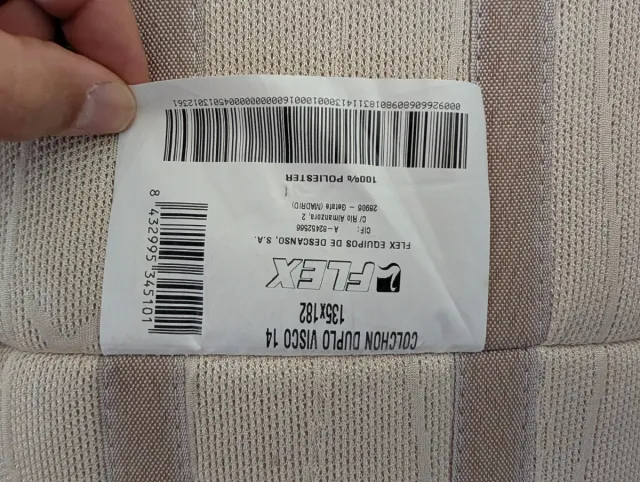 COLCHON DUPLO VISCO 14
135x182
FLEX
FLEX EQUIPOS DE DESCANSO, S.A.
CIF: A-82452566
C/ Río Almanzora, 2
28906 - Getafe (MADRID)
100% POLIESTER
8 432995 345101